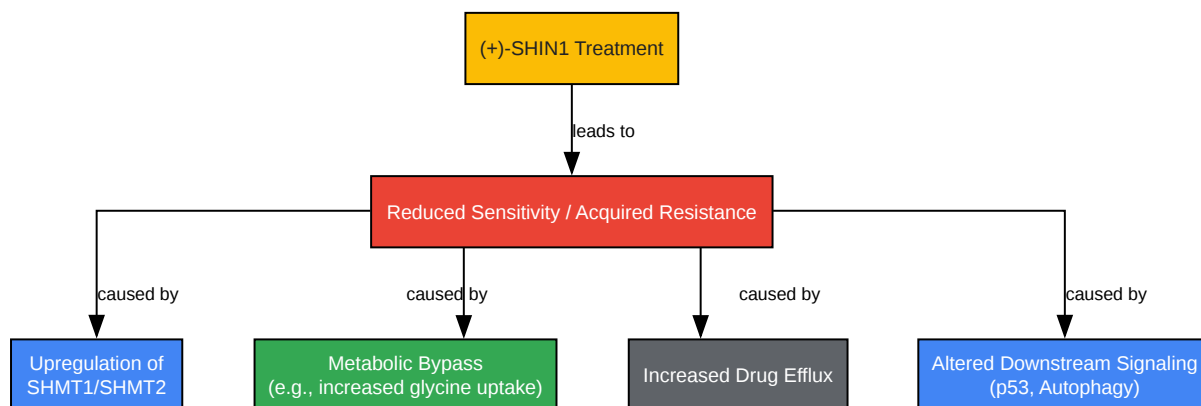 (+)-SHIN1 Treatment
leads to
Reduced Sensitivity / Acquired Resistance
caused by
caused by
caused by
caused by
Upregulation of
SHMT1/SHMT2
Metabolic Bypass
(e.g., increased glycine uptake)
Increased Drug Efflux
Altered Downstream Signaling
(p53, Autophagy)